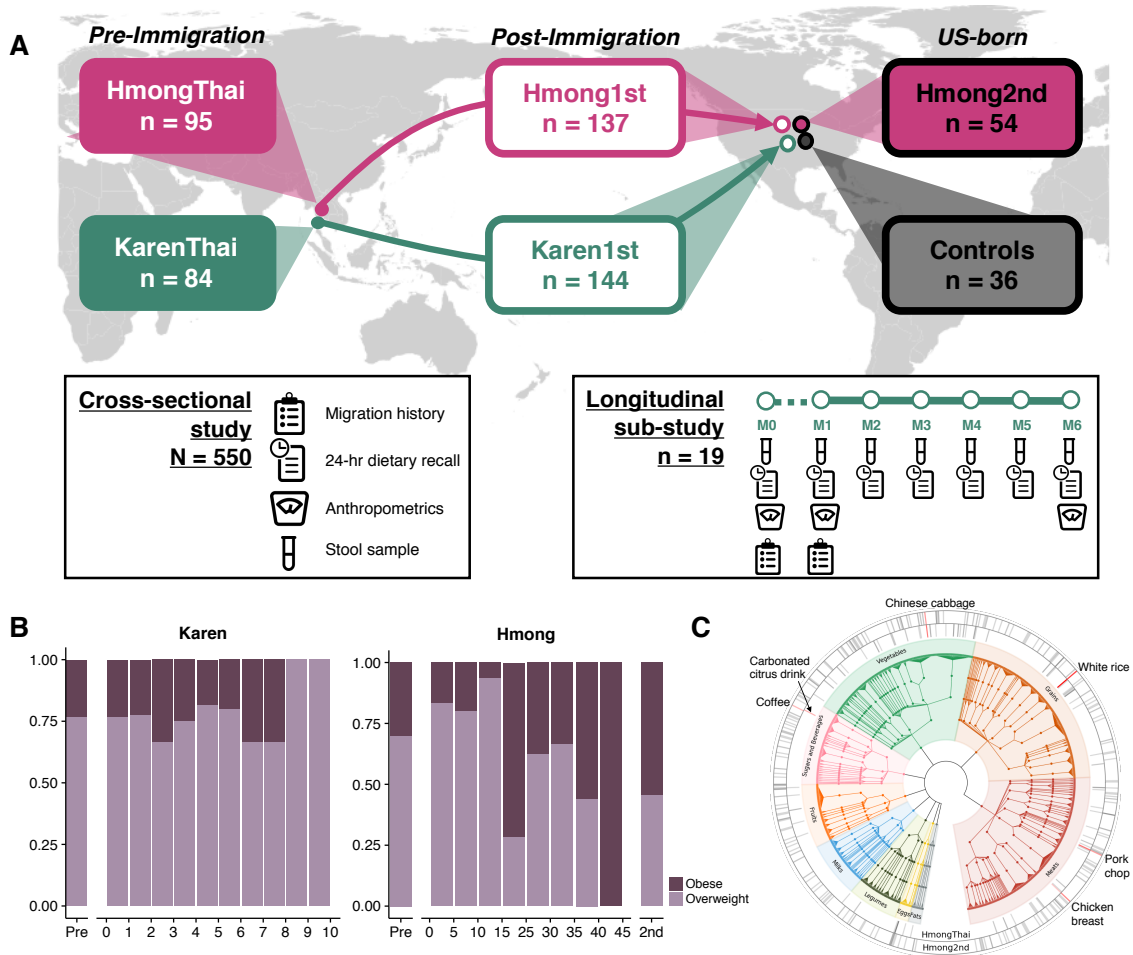 A
Pre-Immigration
Post-Immigration
US-born
HmongThai
n = 95
Hmong1st
n = 137
Hmong2nd
n = 54
KarenThai
n = 84
Karen1st
n = 144
Controls
n = 36
Cross-sectional
study
N = 550
Migration history
24-hr dietary recall
Anthropometrics
Stool sample
Longitudinal
sub-study
n = 19
M0 M1 M2 M3 M4 M5 M6
B
Karen
1.00
0.75
0.50
0.25
0.00
Pre 0 1 2 3 4 5 6 7 8 9 10
Hmong
1.00
0.75
0.50
0.25
0.00
Pre 0 5 10 15 25 30 35 40 45 2nd
Obese
Overweight
C
Chinese cabbage
White rice
Carbonated
citrus drink
Coffee
Pork
chop
Chicken
breast
Vegetables
Grains
Meats
Sugars and Beverages
Fruits
Milks
Legumes
Eggs
Fats
HmongThai
Hmong2nd